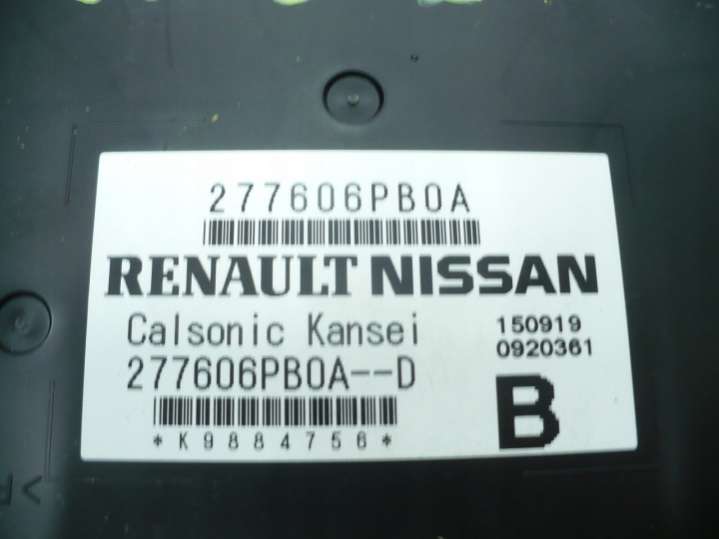 277606PB0A
RENAULT NISSAN
Calsonic Kansei
150919
277606PB0A--D
0920361
B
*K9884756*